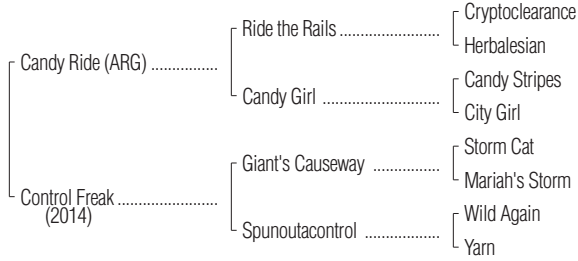 Cryptoclearance
Ride the Rails
Herbalesian
Candy Ride (ARG)
Candy Stripes
Candy Girl
City Girl
Storm Cat
Giant's Causeway
Mariah's Storm
Control Freak
(2014)
Wild Again
Spunoutacontrol
Yarn